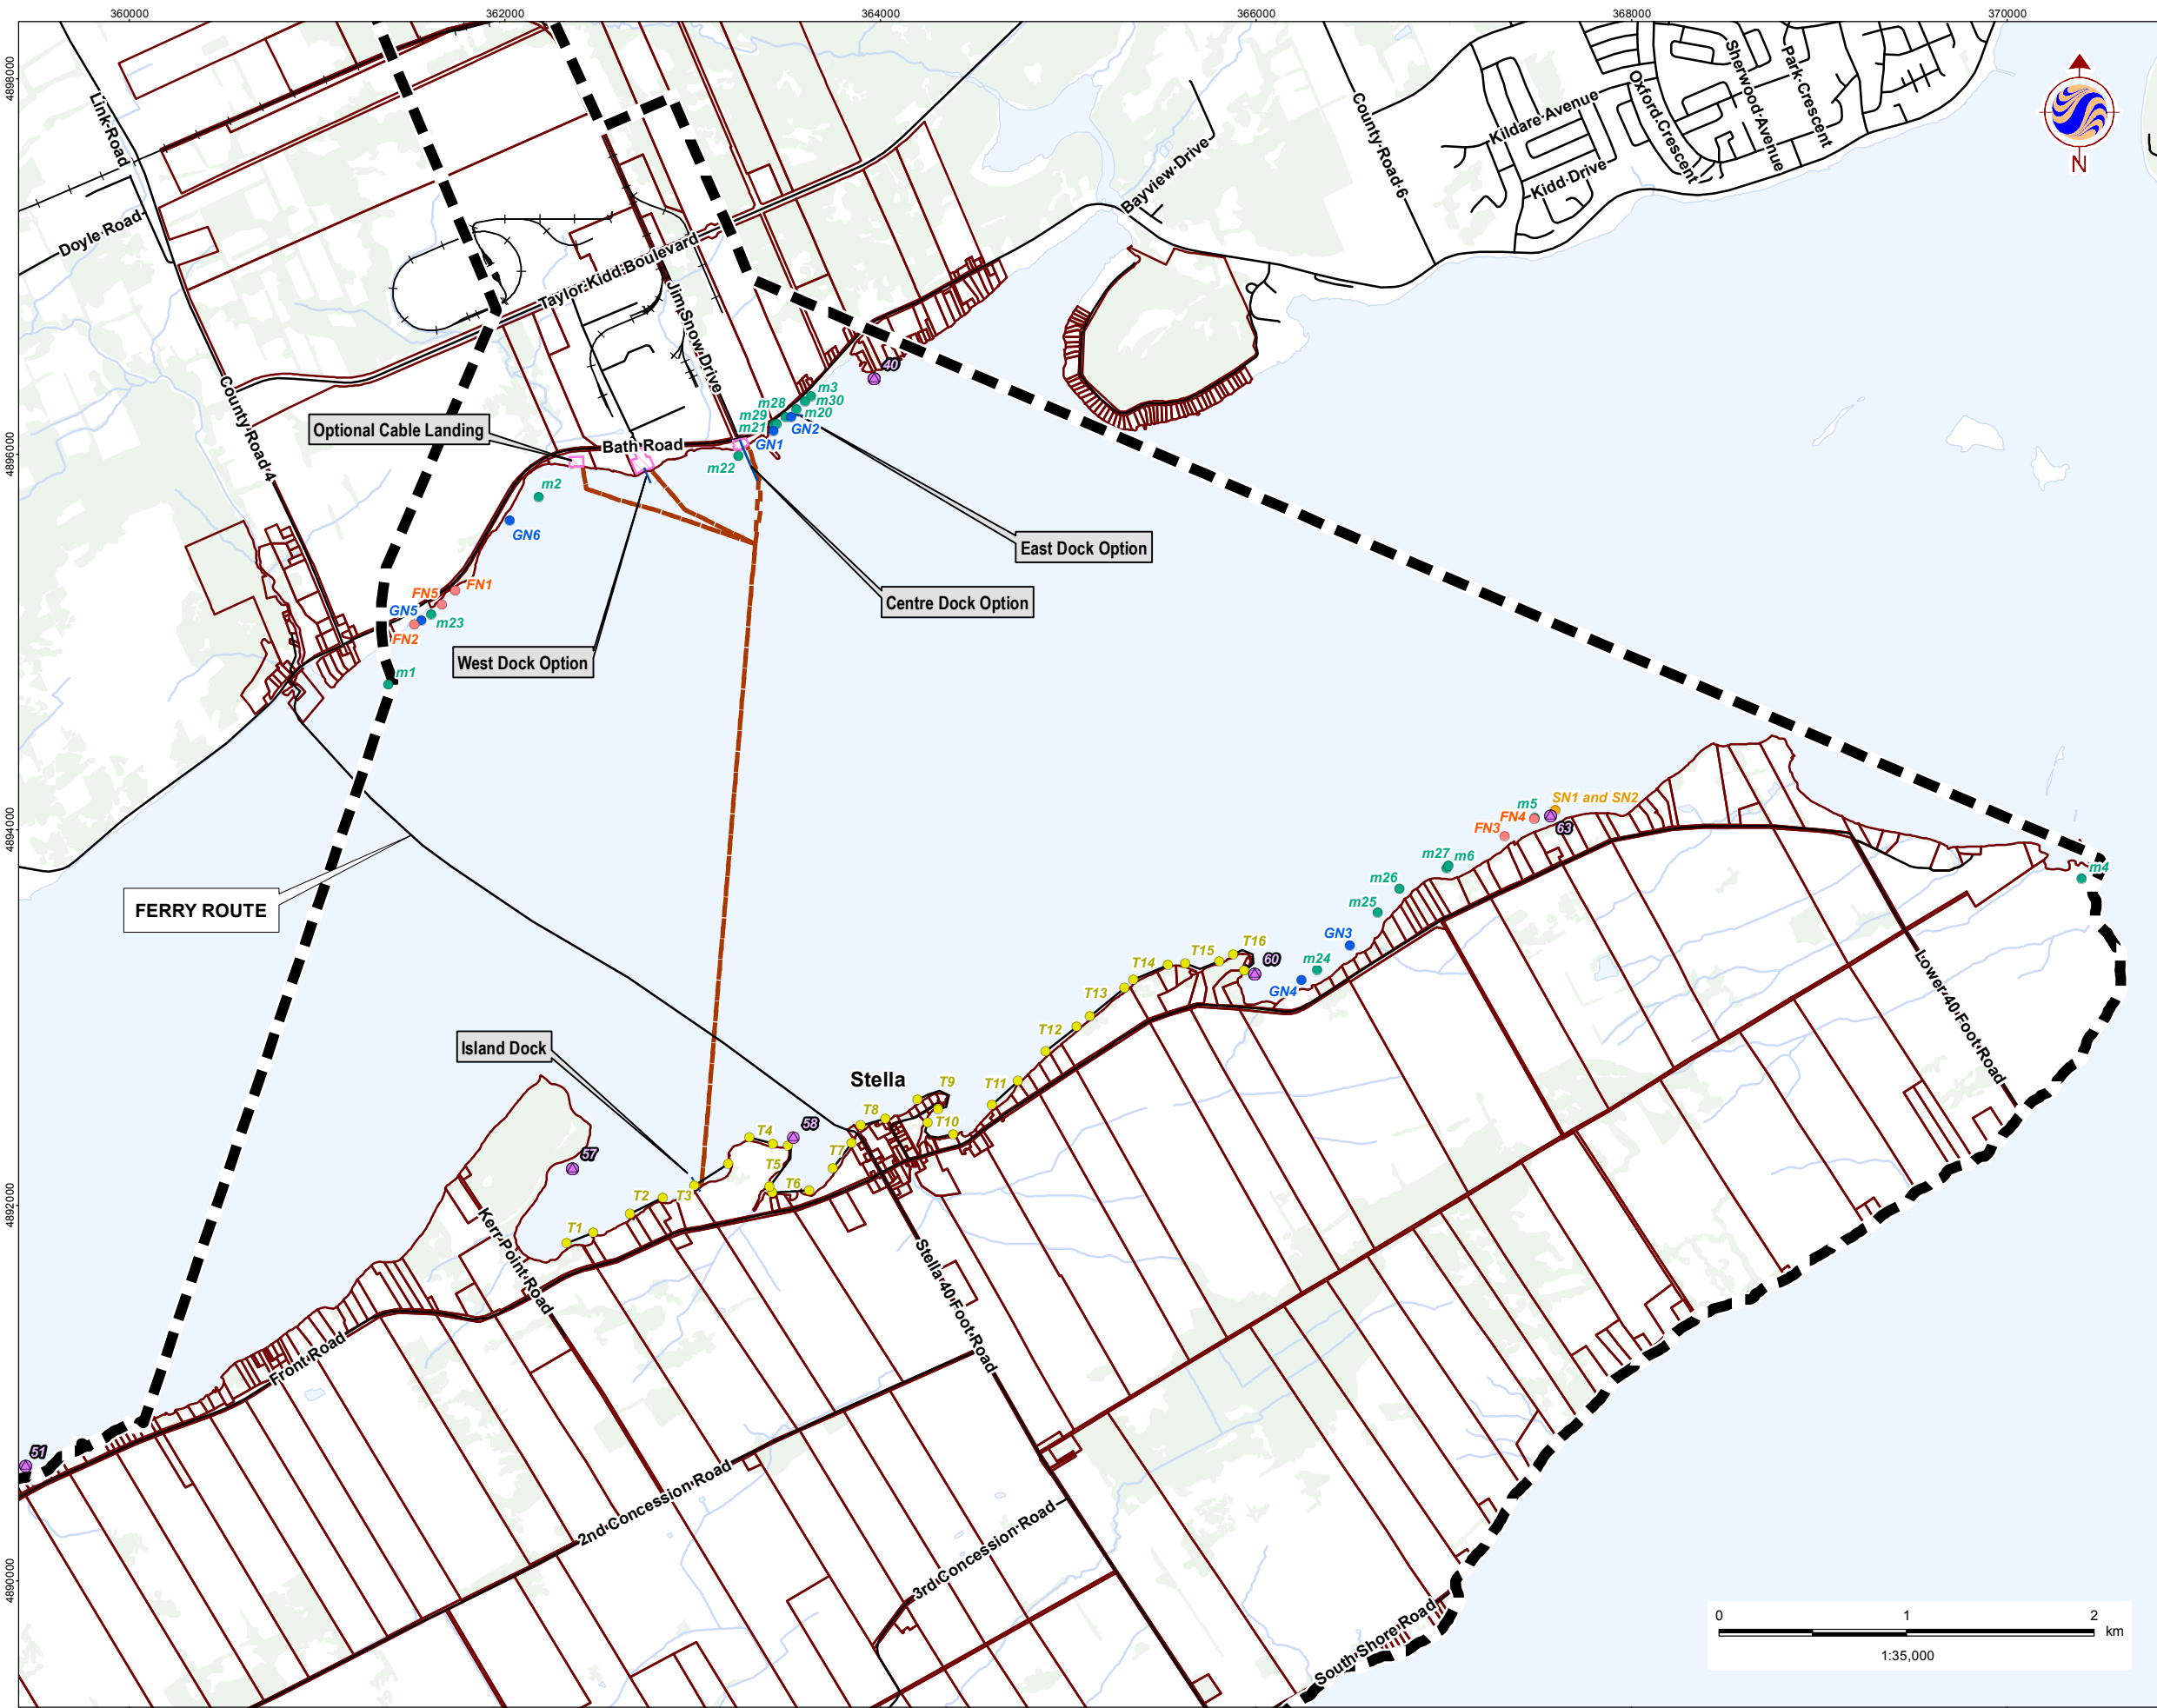 360000
362000
364000
366000
368000
370000
4898000
4896000
4894000
4892000
4890000
Link Road
Doyle Road
County Road 4
Taylor Kidd Boulevard
Jim Snow Drive
Bath Road
Bayview Drive
County Road 6
Kildare Avenue
Kidd Drive
Oxford Crescent
Sherwood Avenue
Park Crescent
N
Optional Cable Landing
40
m3
m30
m28
m20
m29
m21
GN2
GN1
m22
m2
GN6
East Dock Option
Centre Dock Option
West Dock Option
FN1
FN5
GN5
m23
FN2
m1
FERRY ROUTE
SN1 and SN2
m5
FN4
FN3
63
m27
m6
m26
m25
m4
GN3
m24
GN4
T16
T15
60
T14
T13
T12
T11
Island Dock
Stella
T9
T8
T10
58
T4
T7
T5
T6
57
T3
T2
T1
Kerr Point Road
Stella 40 Foot Road
Lower 40 Foot Road
Front Road
51
2nd Concession Road
3rd Concession Road
South Shore Road
0 1 2
km
1:35,000